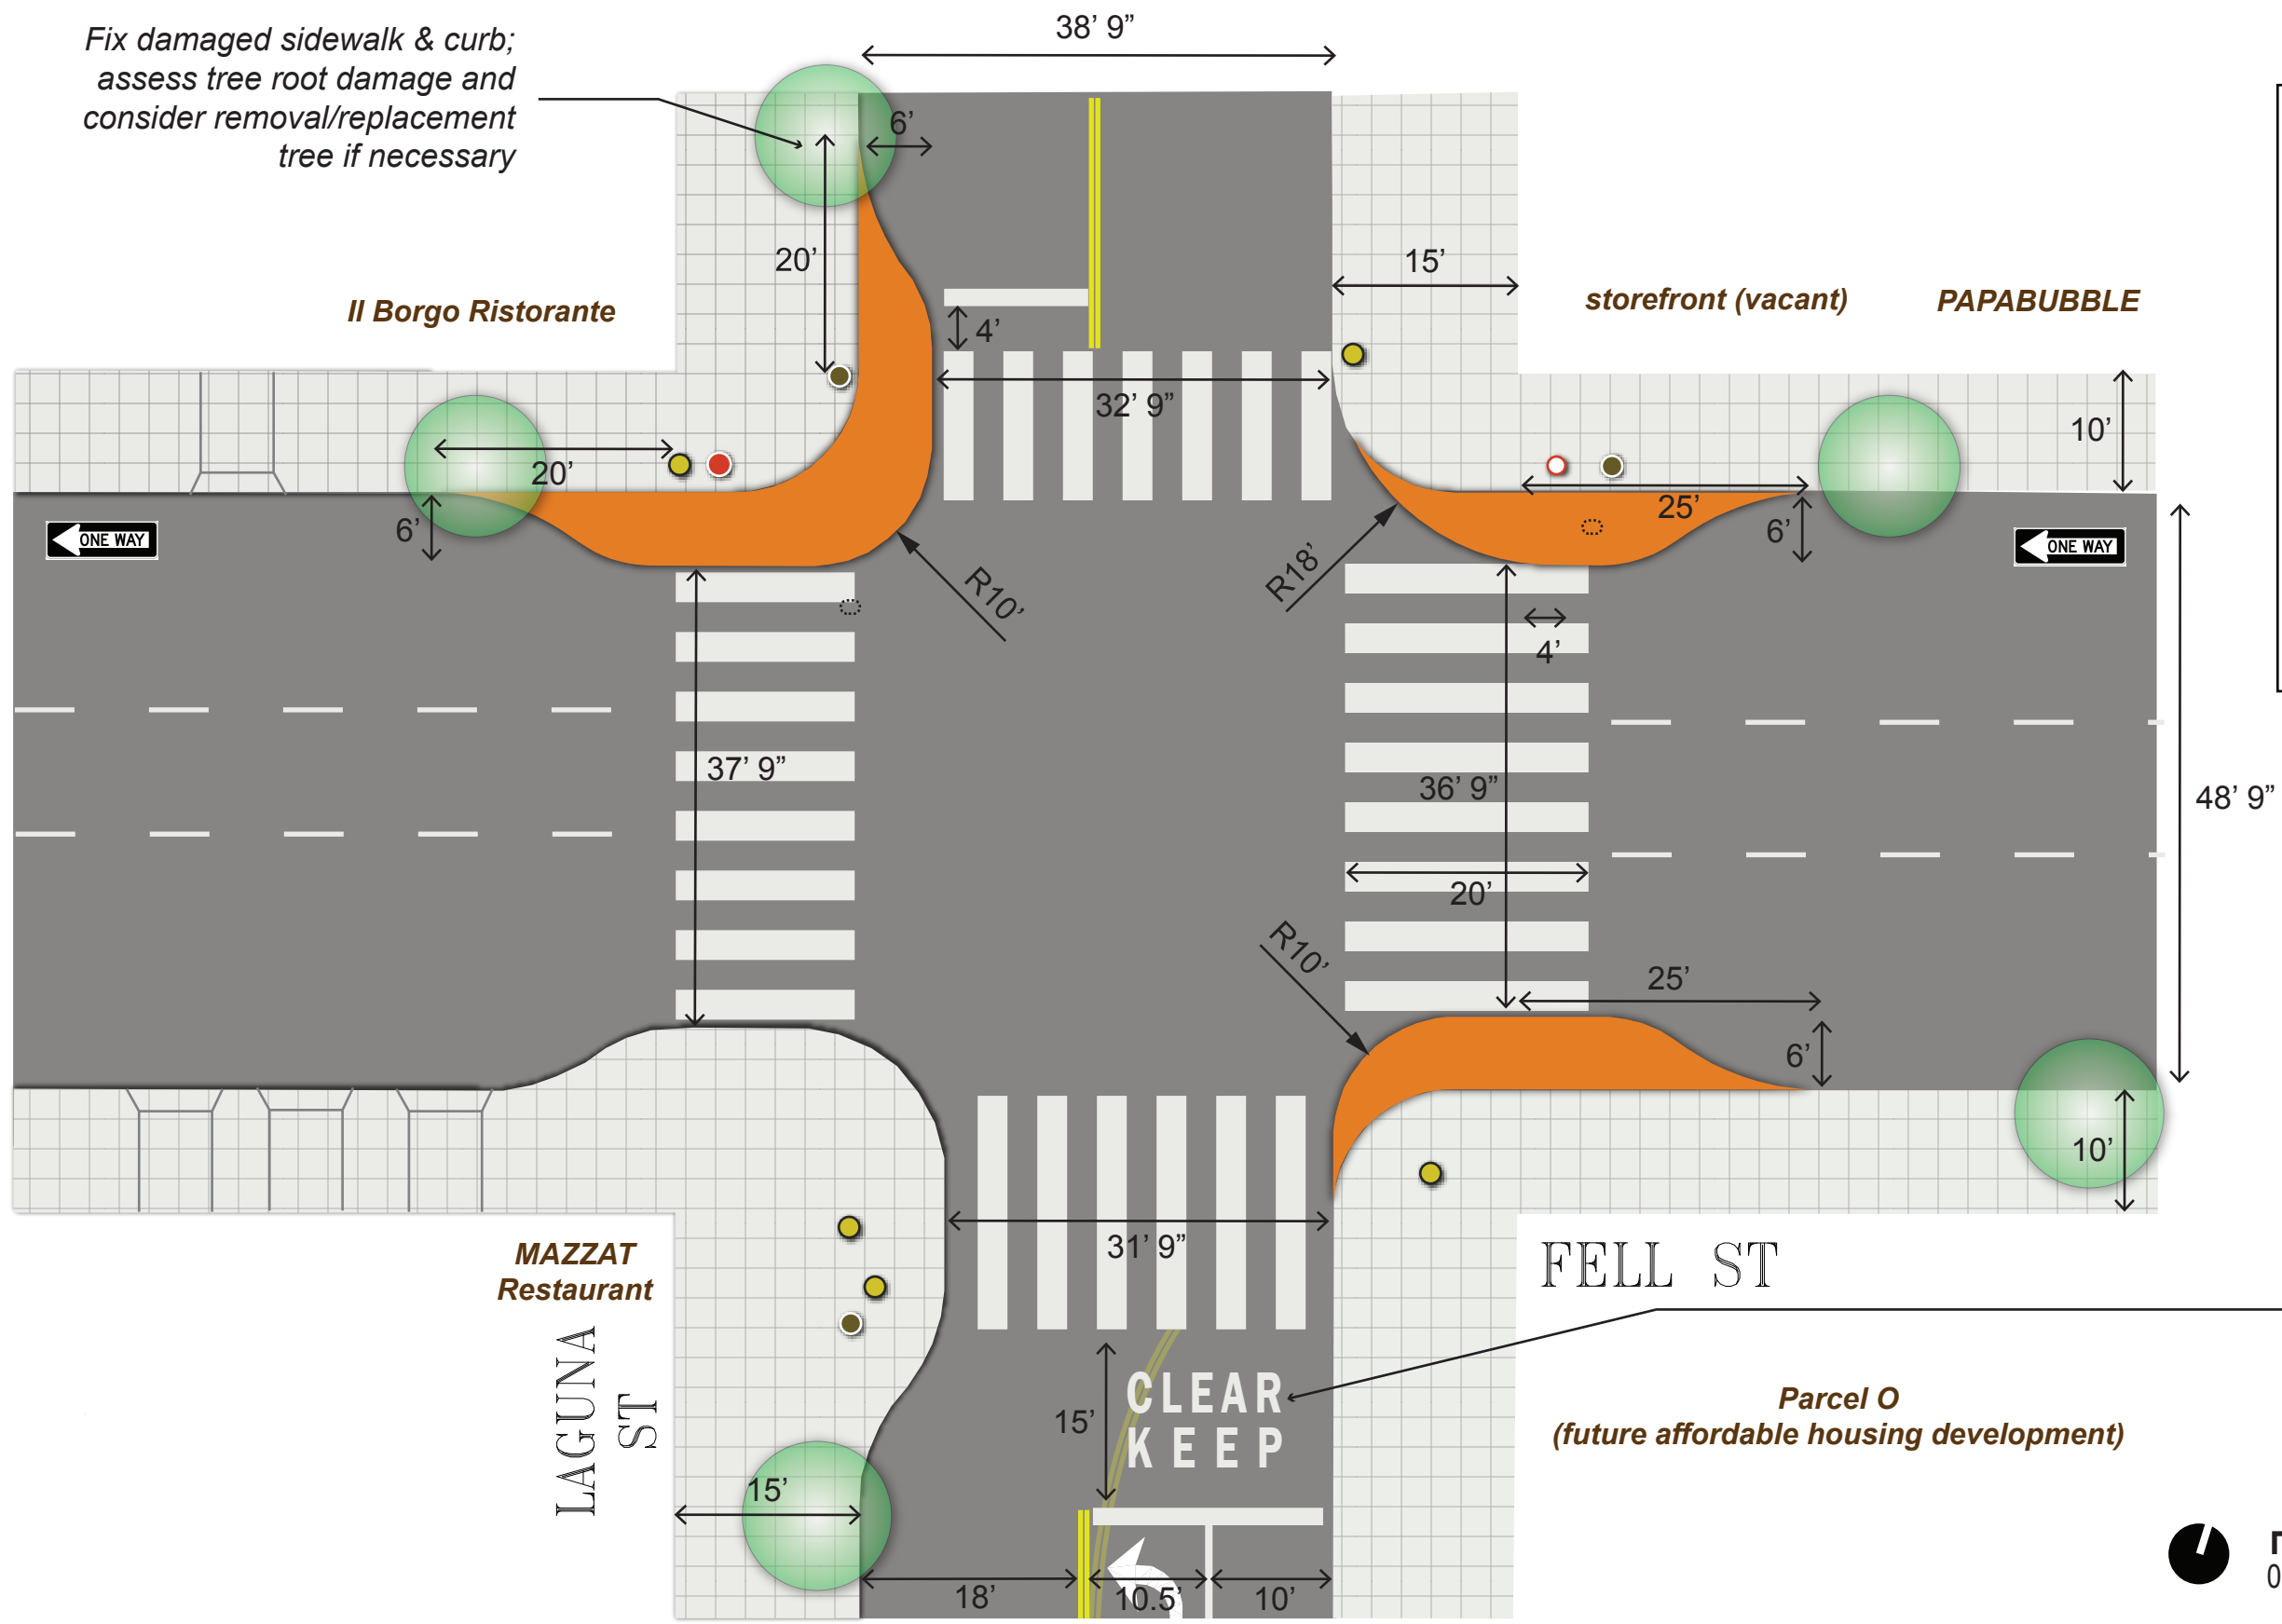 38’ 9”
Fix damaged sidewalk & curb;
assess tree root damage and
consider removal/replacement
tree if necessary
6’
20’
15’
Il Borgo Ristorante
storefront (vacant)
PAPABUBBLE
4’
32’ 9”
10’
20’
25’
6’
6’
ONE WAY
ONE WAY
R10’
R18’
4’
37’ 9”
36’ 9”
48’ 9”
20’
R10’
25’
6’
10’
31’ 9”
MAZZAT
Restaurant
FELL ST
LAGUNA
ST
CLEAR
KEEP
15’
Parcel O
(future affordable housing development)
15’
18’
10.5’
10’
0